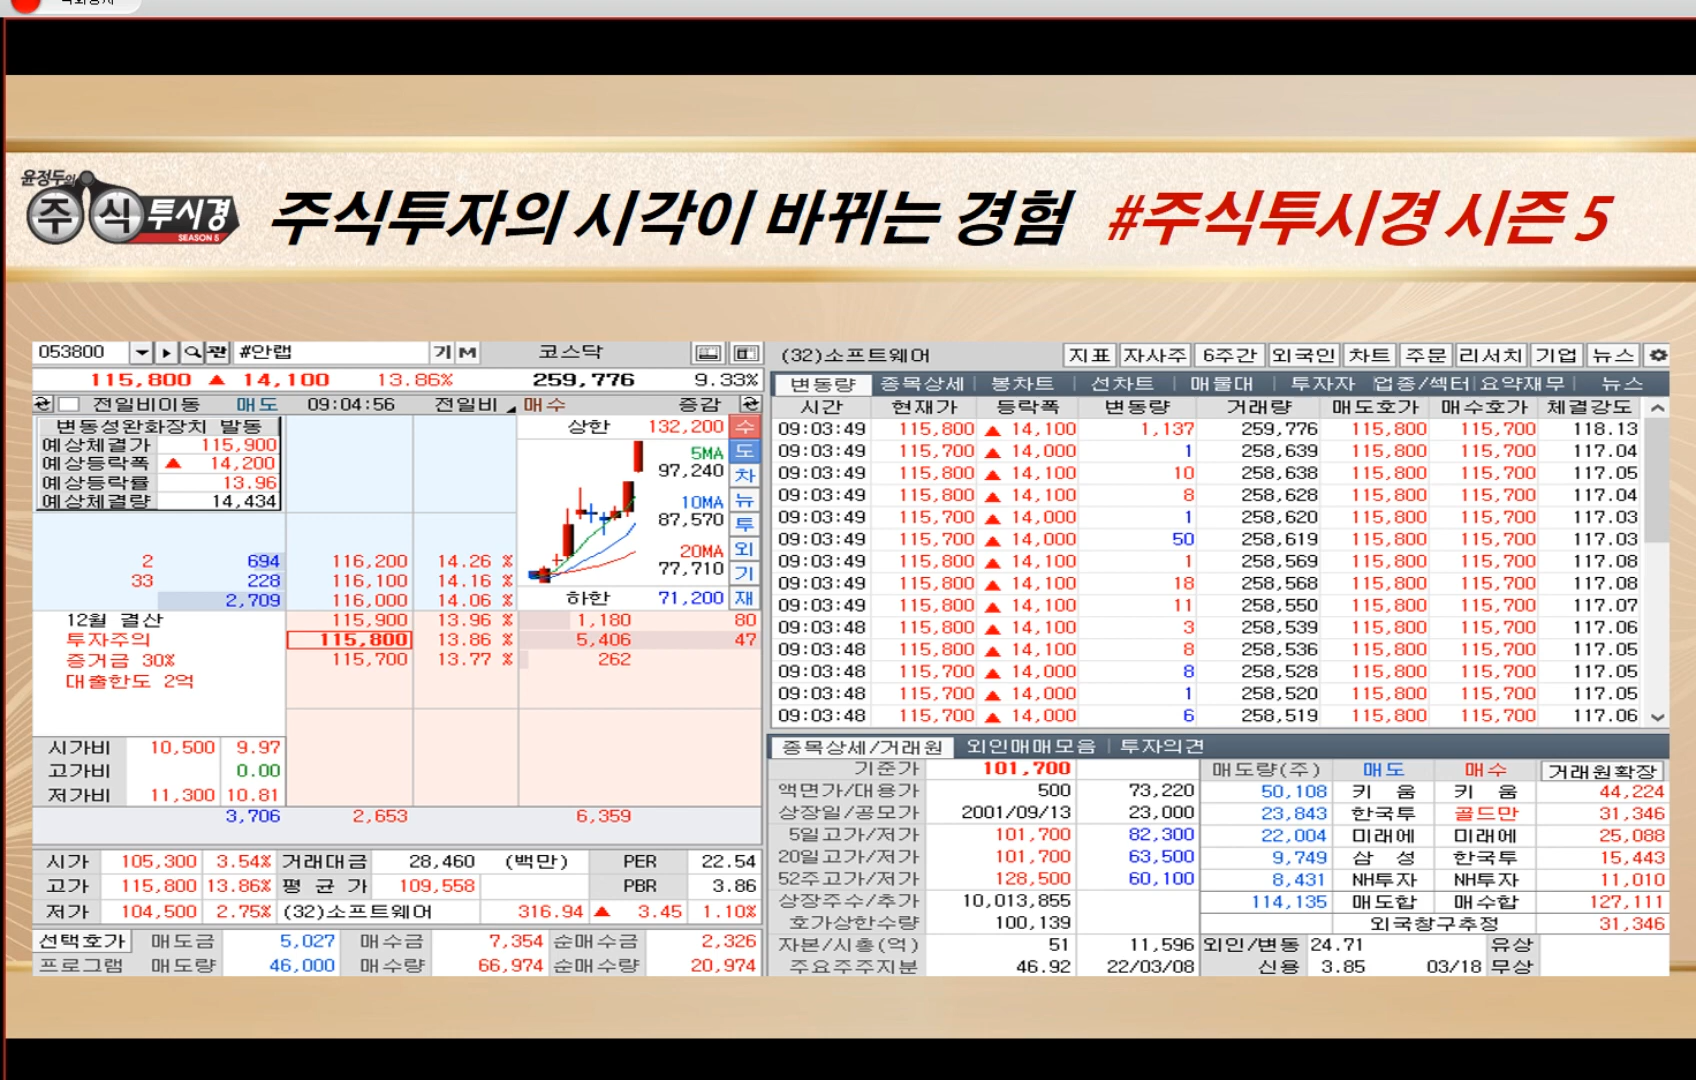 윤정두의
주식투시경
SEASON 5
주식투자의 시각이 바뀌는 경험 #주식투시경 시즌 5
053800 관 #안랩 기 M 코스닥
115,800 ▲ 14,100 13.86% 259,776 9.33%
전일비이동 매도 09:04:56 전일비 매수 증감
변동성완화장치 발동
예상체결가 115,900
예상등락폭 ▲ 14,200
예상등락률 13.96
예상체결량 14,434
상한 132,200 수
5MA 도
97,240 차
10MA 뉴
87,570 투
20MA 외
77,710 기
하한 71,200 재
2 694 116,200 14.26 %
33 228 116,100 14.16 %
2,709 116,000 14.06 %
12월 결산 115,900 13.96 % 1,180 80
투자주의 115,800 13.86 % 5,406 47
증거금 30% 115,700 13.77 % 262
대출한도 2억
시가비 10,500 9.97
고가비 0.00
저가비 11,300 10.81
3,706 2,653 6,359
시가 105,300 3.54% 거래대금 28,460 (백만) PER 22.54
고가 115,800 13.86% 평 균 가 109,558 PBR 3.86
저가 104,500 2.75% (32)소프트웨어 316.94 ▲ 3.45 1.10%
선택호가 매도금 5,027 매수금 7,354 순매수금 2,326
프로그램 매도량 46,000 매수량 66,974 순매수량 20,974
(32)소프트웨어 지표 자사주 6주간 외국인 차트 주문 리서치 기업 뉴스
변동량 종목상세 봉차트 선차트 매물대 투자자 업종/섹터 요약재무 뉴스
시간 현재가 등락폭 변동량 거래량 매도호가 매수호가 체결강도
09:03:49 115,800 ▲ 14,100 1,137 259,776 115,800 115,700 118.13
09:03:49 115,700 ▲ 14,000 1 258,639 115,800 115,700 117.04
09:03:49 115,800 ▲ 14,100 10 258,638 115,800 115,700 117.05
09:03:49 115,800 ▲ 14,100 8 258,628 115,800 115,700 117.04
09:03:49 115,700 ▲ 14,000 1 258,620 115,800 115,700 117.03
09:03:49 115,700 ▲ 14,000 50 258,619 115,800 115,700 117.03
09:03:49 115,800 ▲ 14,100 1 258,569 115,800 115,700 117.08
09:03:49 115,800 ▲ 14,100 18 258,568 115,800 115,700 117.08
09:03:49 115,800 ▲ 14,100 11 258,550 115,800 115,700 117.07
09:03:48 115,800 ▲ 14,100 3 258,539 115,800 115,700 117.06
09:03:48 115,800 ▲ 14,100 8 258,536 115,800 115,700 117.05
09:03:48 115,700 ▲ 14,000 8 258,528 115,800 115,700 117.05
09:03:48 115,700 ▲ 14,000 1 258,520 115,800 115,700 117.05
09:03:48 115,700 ▲ 14,000 6 258,519 115,800 115,700 117.06
종목상세/거래원 외인매매모음 투자의견
기준가 101,700 매도량(주) 매도 매수 거래원확장
액면가/대용가 500 73,220 50,108 키 움 키 움 44,224
상장일/공모가 2001/09/13 23,000 23,843 한국투 골드만 31,346
5일고가/저가 101,700 82,300 22,004 미래에 미래에 25,088
20일고가/저가 101,700 63,500 9,749 삼 성 한국투 15,443
52주고가/저가 128,500 60,100 8,431 NH투자 NH투자 11,010
상장주수/추가 10,013,855 114,135 매도합 매수합 127,111
호가상한수량 100,139 외국창구추정 31,346
자본/시총(억) 51 11,596 외인/변동 24.71 유상
주요주주지분 46.92 22/03/08 신용 3.85 03/18 무상